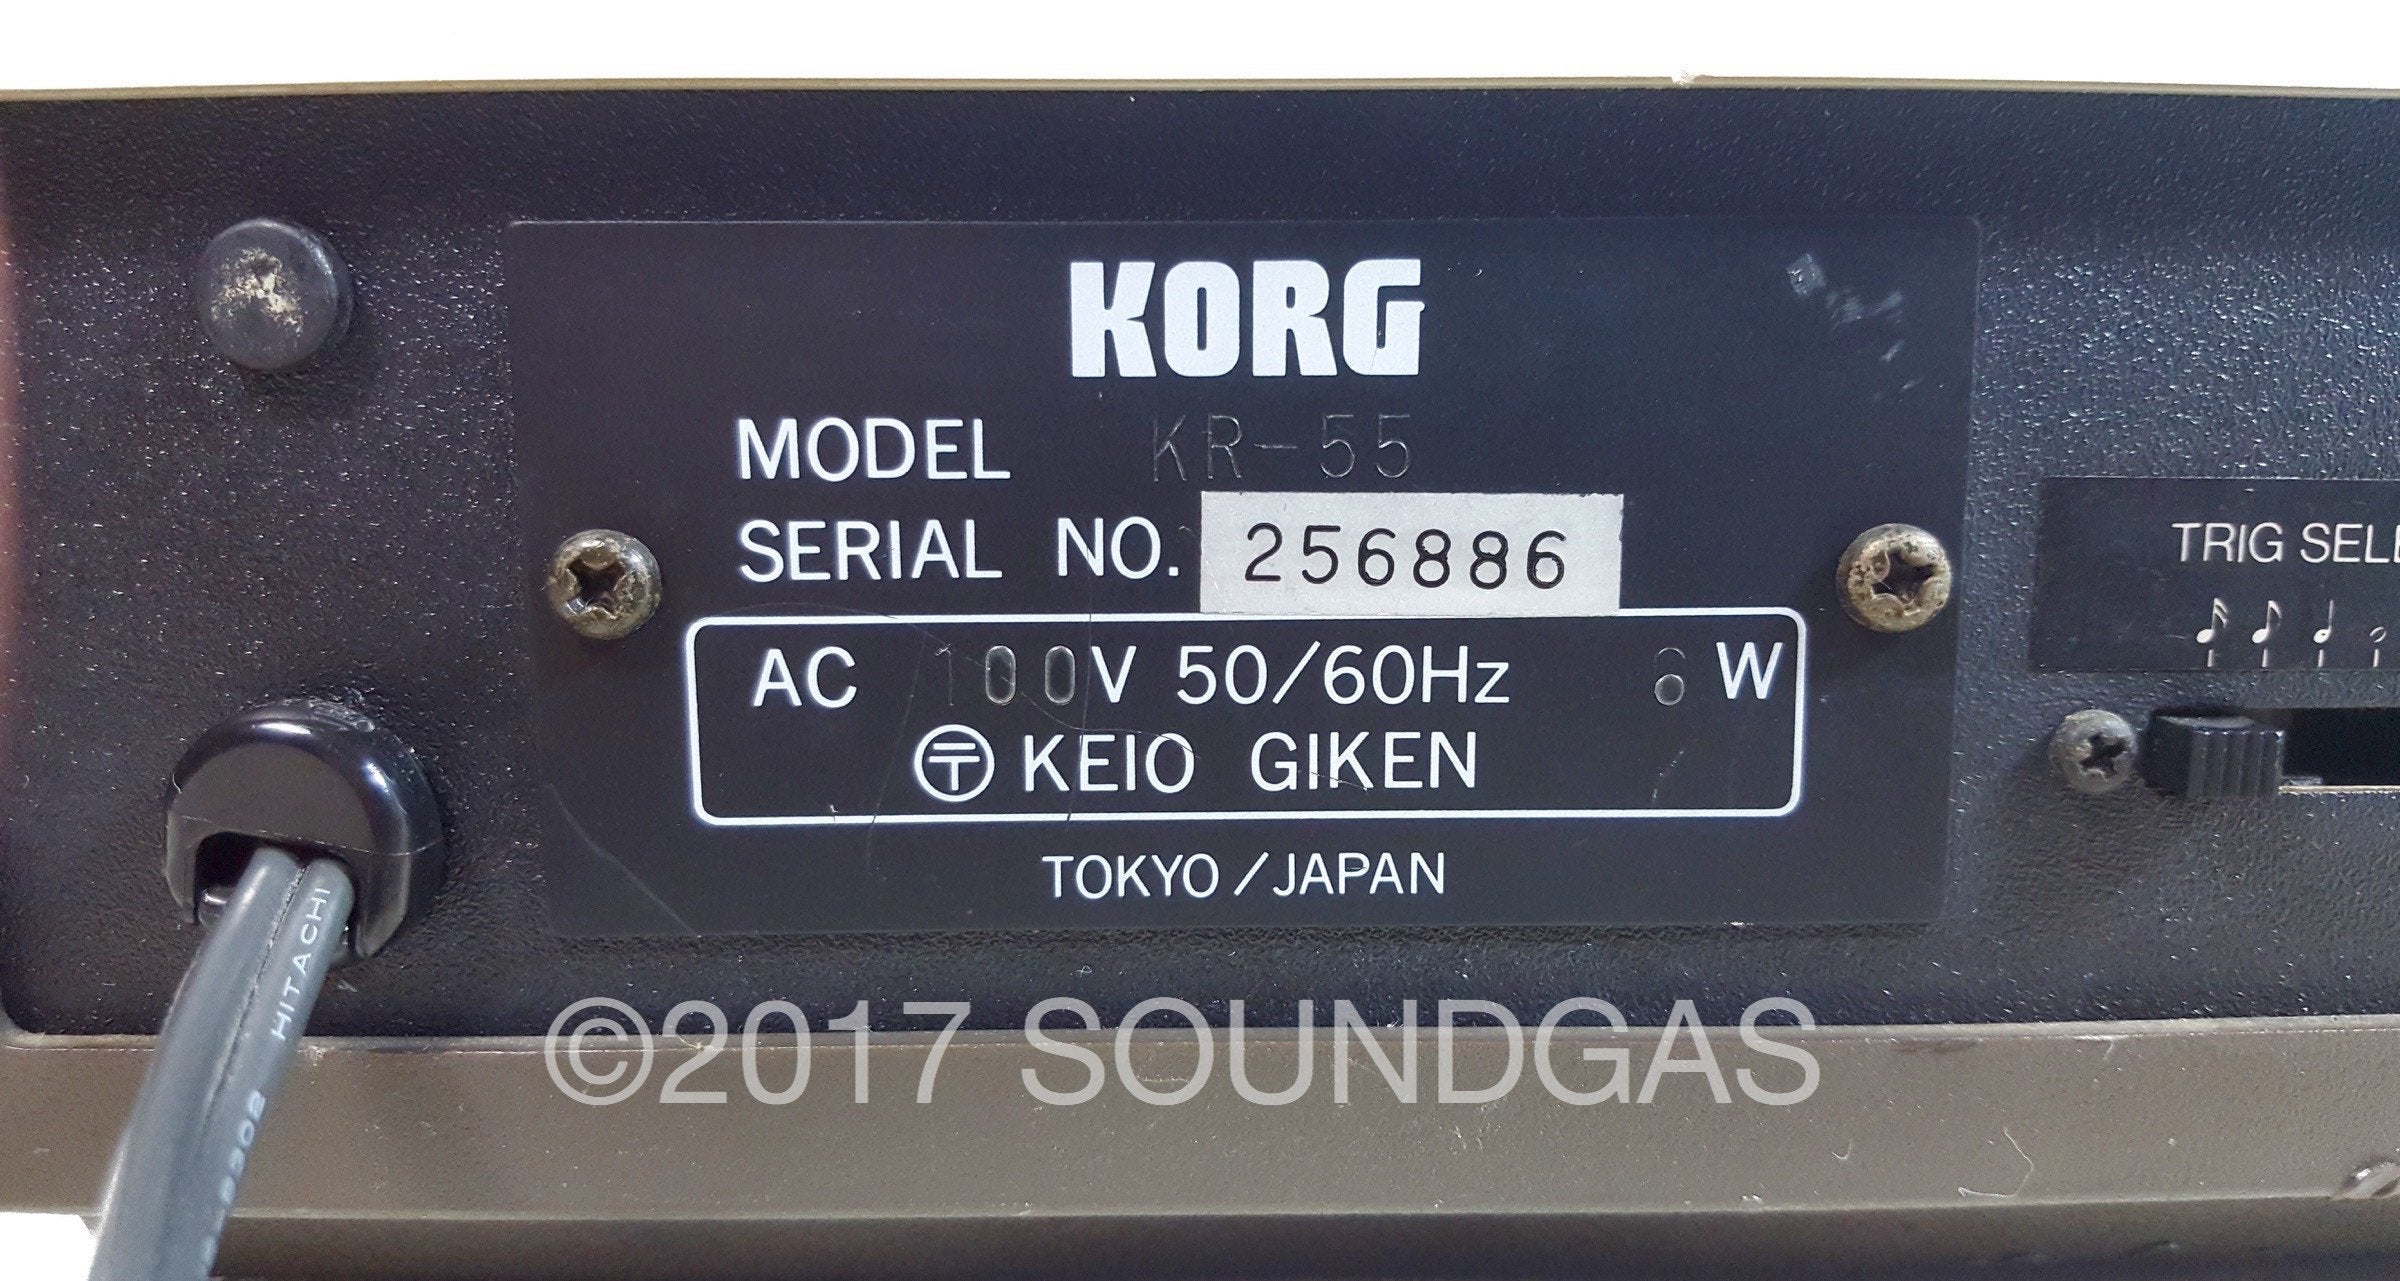 KORG
MODEL KR-55
SERIAL NO. 256886
AC 100V 50/60Hz 6 W
〒 KEIO GIKEN
TOKYO/JAPAN
TRIG SELE
HITACHI
©2017 SOUNDGAS